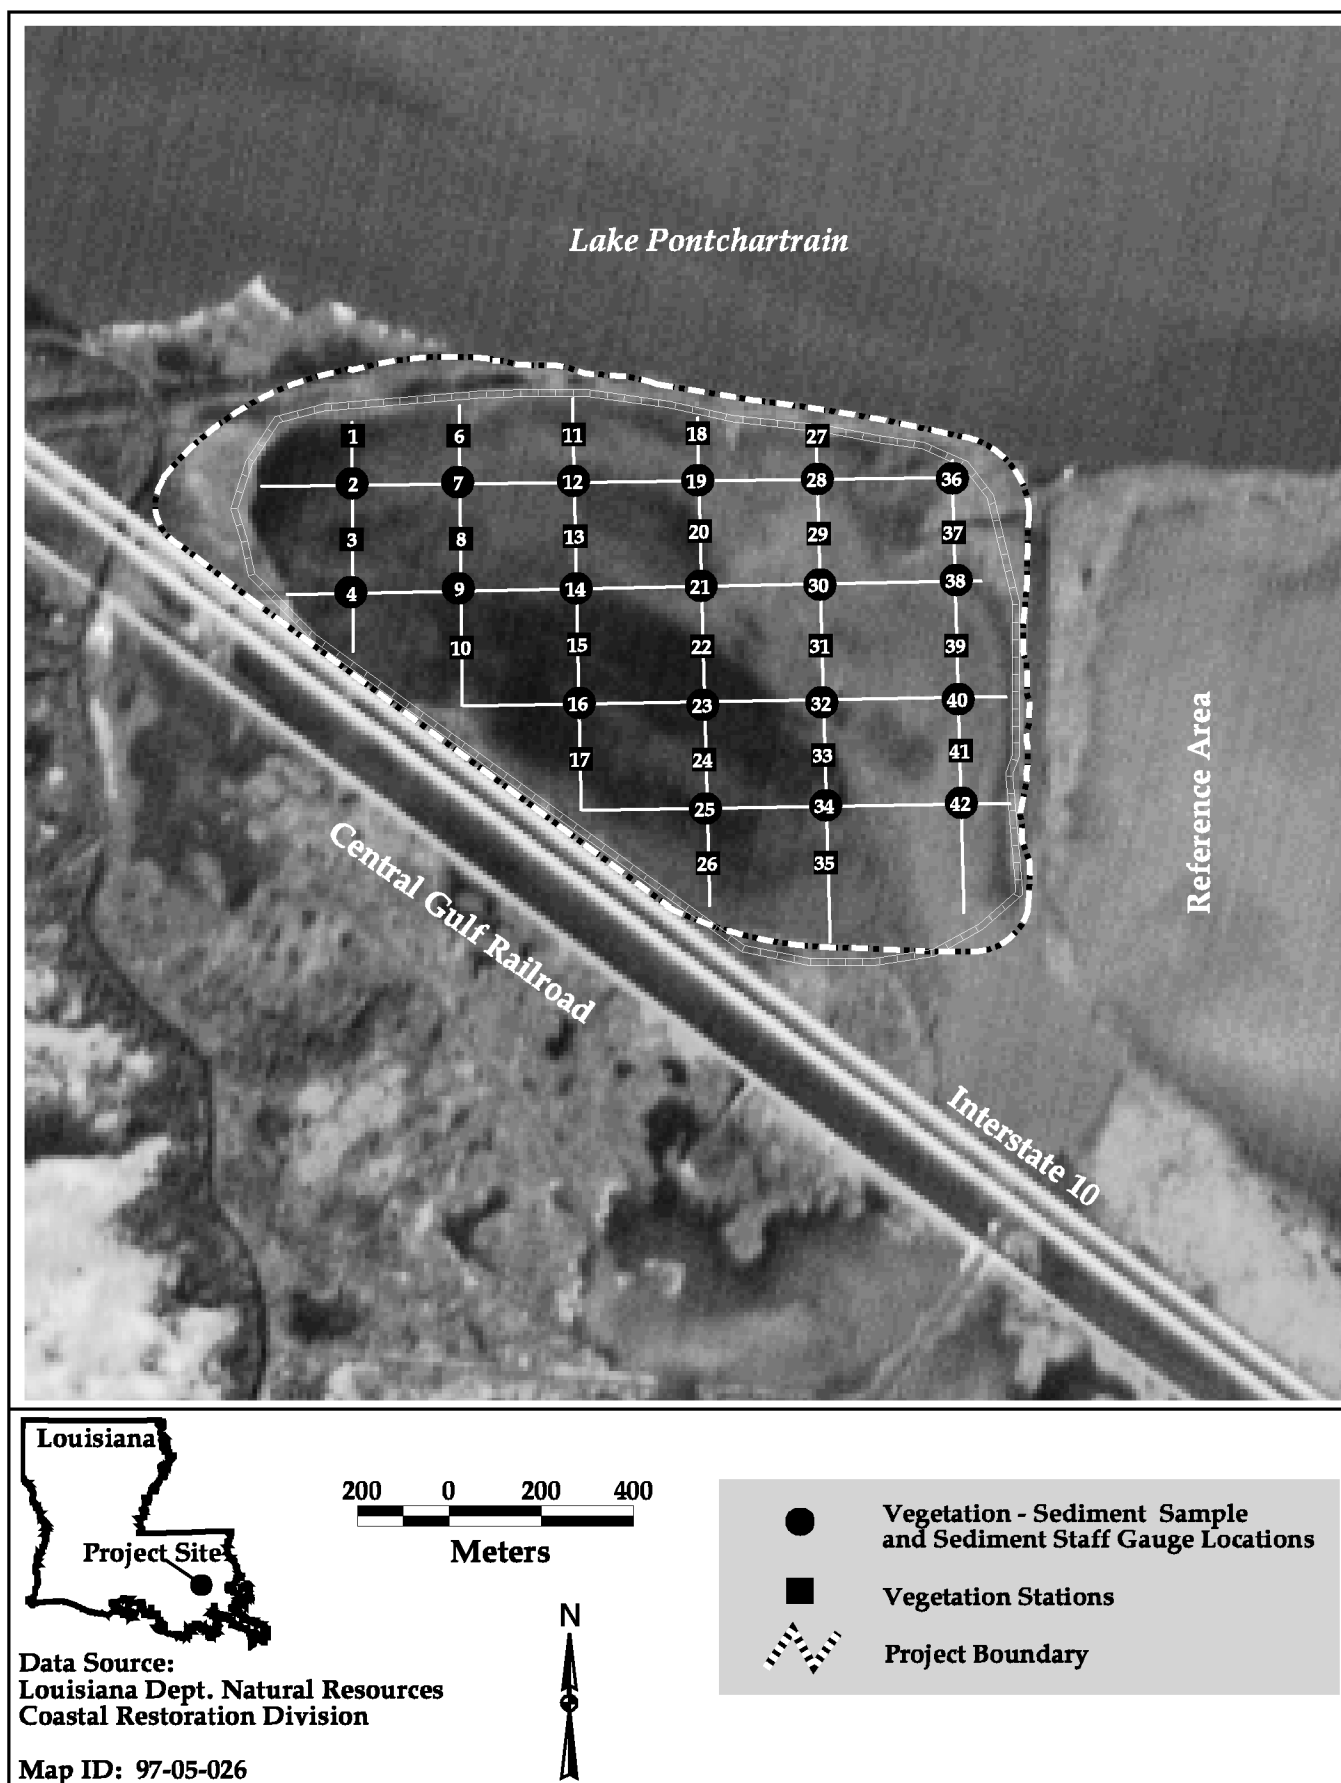 Lake Pontchartrain
1 6 11 18 27
2 7 12 19 28 36
3 8 13 20 29 37
4 9 14 21 30 38
10 15 22 31 39
16 23 32 40
17 24 33 41
25 34 42
26 35
Reference Area
Central Gulf Railroad
Interstate 10
Louisiana
Project Site
Data Source:
Louisiana Dept. Natural Resources
Coastal Restoration Division
Map ID: 97-05-026
200 0 200 400
Meters
N
Vegetation - Sediment Sample
and Sediment Staff Gauge Locations
Vegetation Stations
Project Boundary